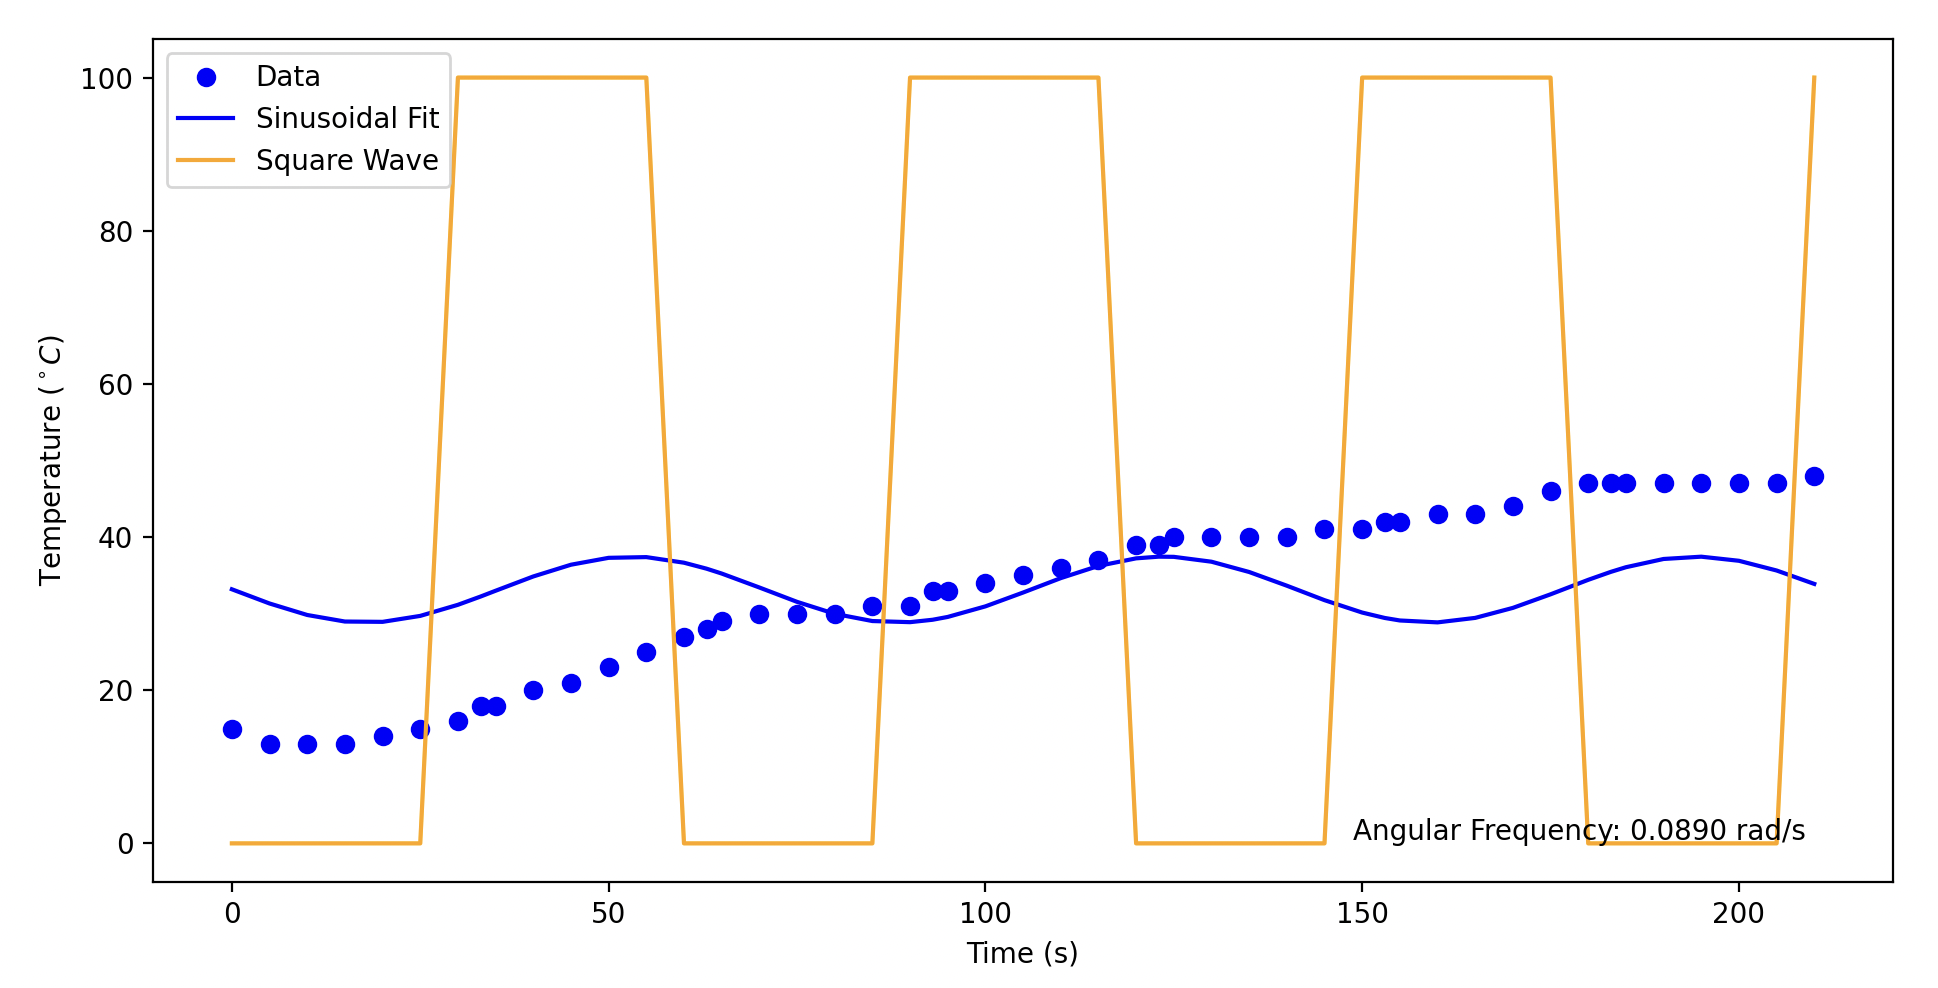 Data
Sinusoidal Fit
Square Wave
100
80
60
40
20
0
Temperature (°C)
Angular Frequency: 0.0890 rad/s
0 50 100 150 200
Time (s)